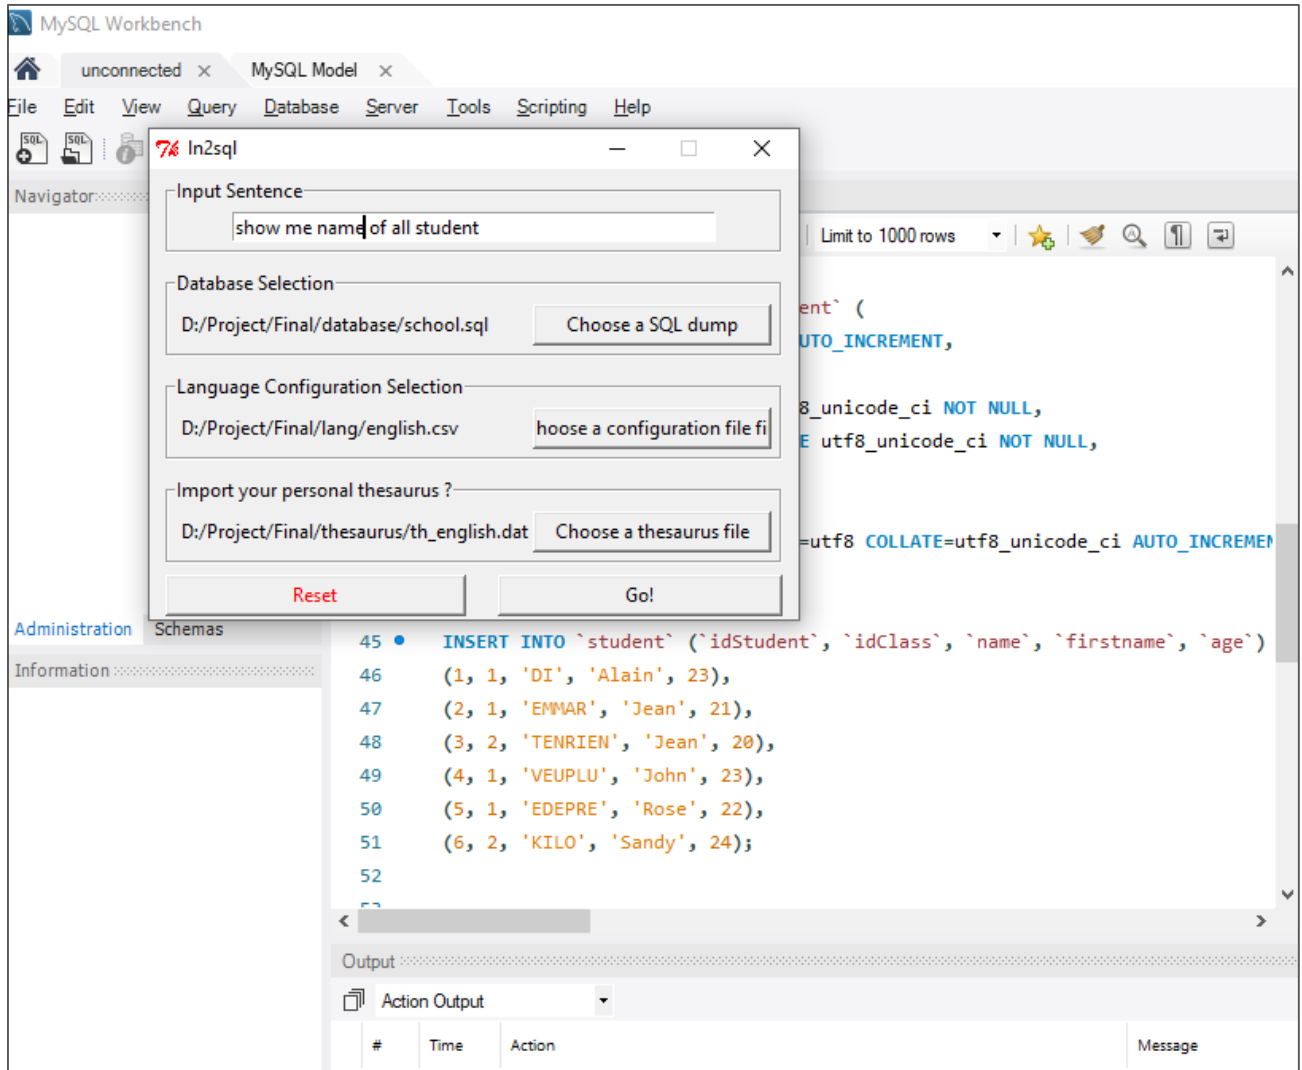 MySQL Workbench
unconnected MySQL Model
File Edit View Query Database Server Tools Scripting Help
SQL SQL
Navigator
ln2sql
Input Sentence
show me name of all student
Database Selection
D:/Project/Final/database/school.sql Choose a SQL dump
Language Configuration Selection
D:/Project/Final/lang/english.csv hoose a configuration file fi
Import your personal thesaurus ?
D:/Project/Final/thesaurus/th_english.dat Choose a thesaurus file
Reset Go!
Limit to 1000 rows
ent` (
UTO_INCREMENT,
8_unicode_ci NOT NULL,
E utf8_unicode_ci NOT NULL,
=utf8 COLLATE=utf8_unicode_ci AUTO_INCREMEN
Administration Schemas
Information
45 INSERT INTO `student` (`idStudent`, `idClass`, `name`, `firstname`, `age`)
46 (1, 1, 'DI', 'Alain', 23),
47 (2, 1, 'EMMAR', 'Jean', 21),
48 (3, 2, 'TENRIEN', 'Jean', 20),
49 (4, 1, 'VEUPLU', 'John', 23),
50 (5, 1, 'EDEPRE', 'Rose', 22),
51 (6, 2, 'KILO', 'Sandy', 24);
52
Output
Action Output
# Time Action Message